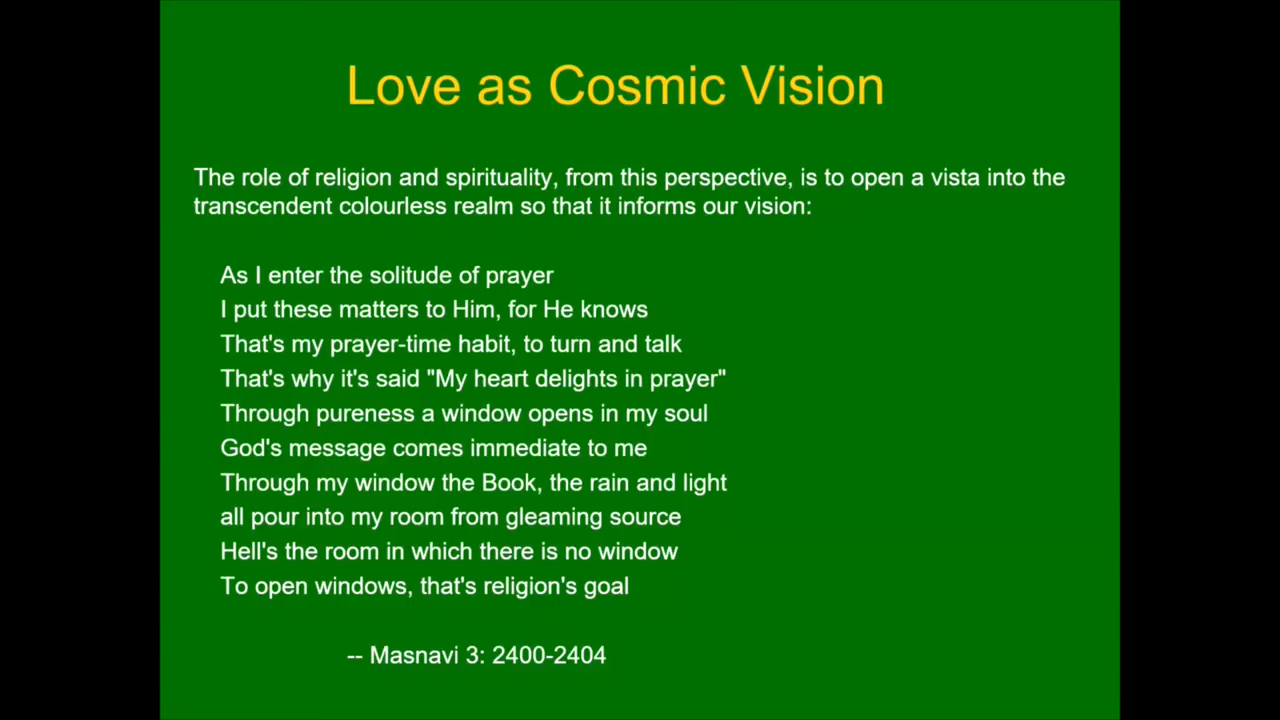 Love as Cosmic Vision
The role of religion and spirituality, from this perspective, is to open a vista into the
transcendent colourless realm so that it informs our vision:
As I enter the solitude of prayer
I put these matters to Him, for He knows
That's my prayer-time habit, to turn and talk
That's why it's said "My heart delights in prayer"
Through pureness a window opens in my soul
God's message comes immediate to me
Through my window the Book, the rain and light
all pour into my room from gleaming source
Hell's the room in which there is no window
To open windows, that's religion's goal
-- Masnavi 3: 2400-2404